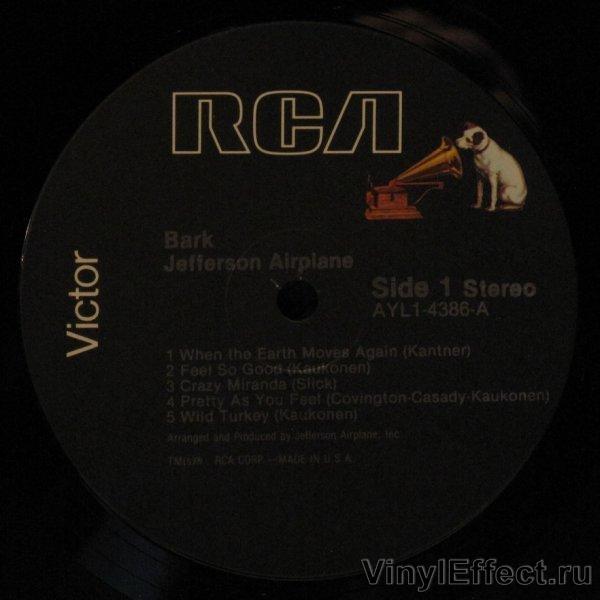 RCA
Victor
Bark
Jefferson Airplane
Side 1 Stereo
AYL1-4386-A
1 When the Earth Moves Again (Kantner)
2 Feel So Good (Kaukonen)
3 Crazy Miranda (Slick)
4 Pretty As You Feel (Covington-Casady-Kaukonen)
5 Wild Turkey (Kaukonen)
Arranged and Produced by Jefferson Airplane, Inc.
RCA CORP.—MADE IN U.S.A.
VinylEffect.ru